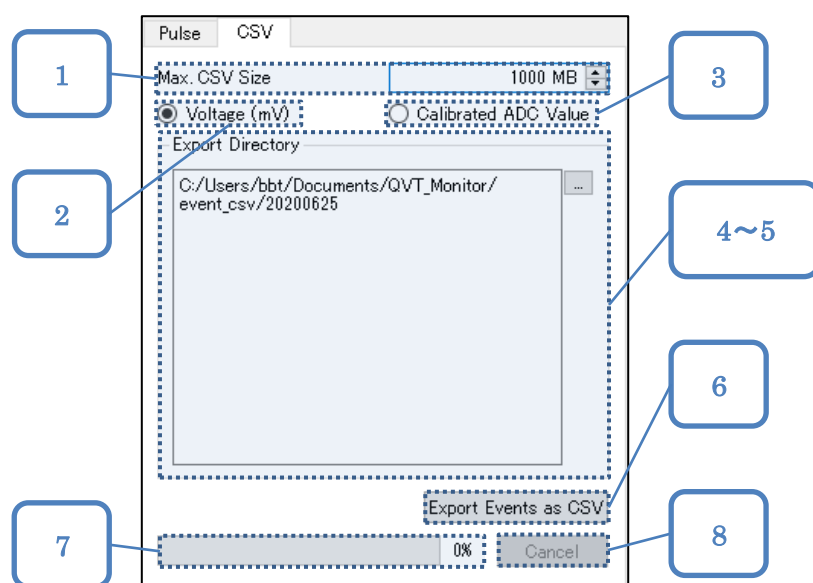 Pulse CSV
1 Max. CSV Size 1000 MB 3
Voltage (mV) Calibrated ADC Value
Export Directory
C:/Users/bbt/Documents/QVT_Monitor/ ...
event_csv/20200625
2 4~5
6
Export Events as CSV
7 0% Cancel 8